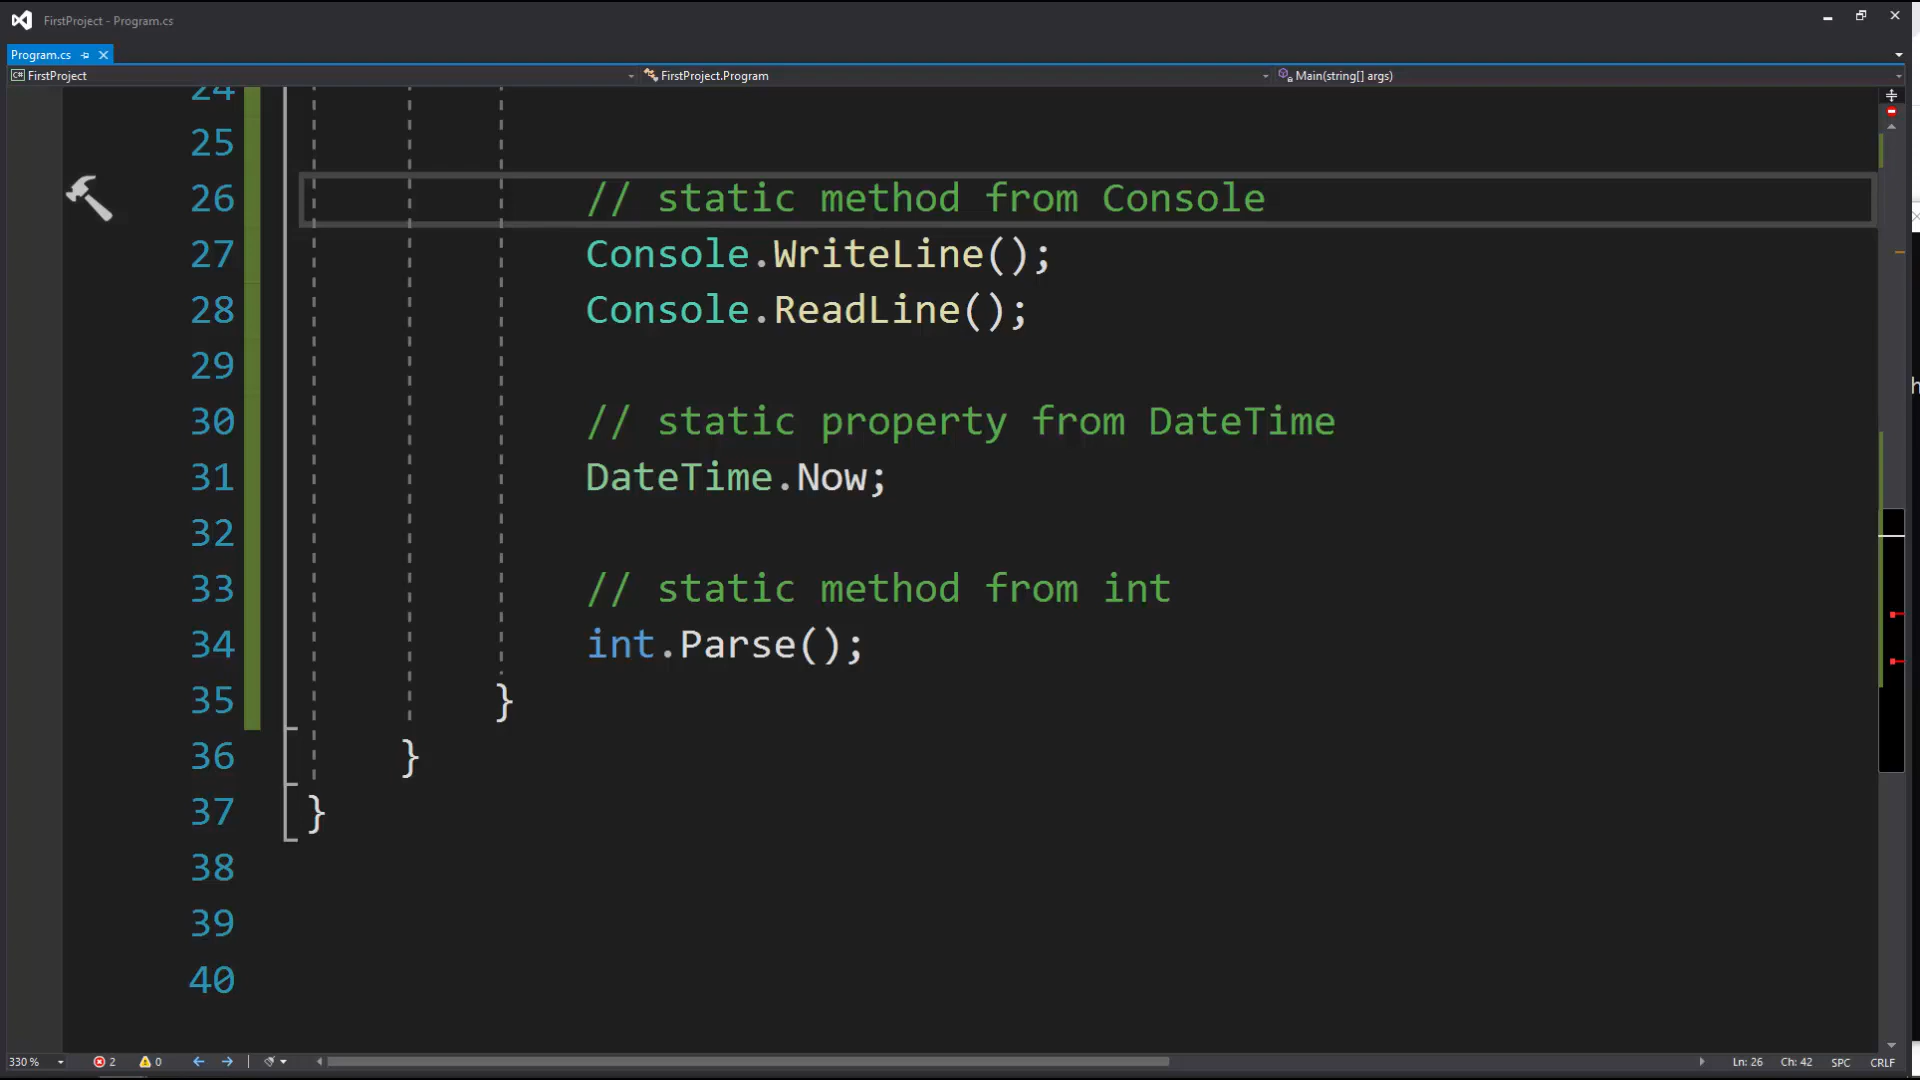 FirstProject - Program.cs
Program.cs
FirstProject
FirstProject.Program
Main(string[] args)
24
25
26 // static method from Console
27 Console.WriteLine();
28 Console.ReadLine();
29
30 // static property from DateTime
31 DateTime.Now;
32
33 // static method from int
34 int.Parse();
35 }
36 }
37 }
38
39
40
330 % 2 0 Ln: 26 Ch: 42 SPC CRLF